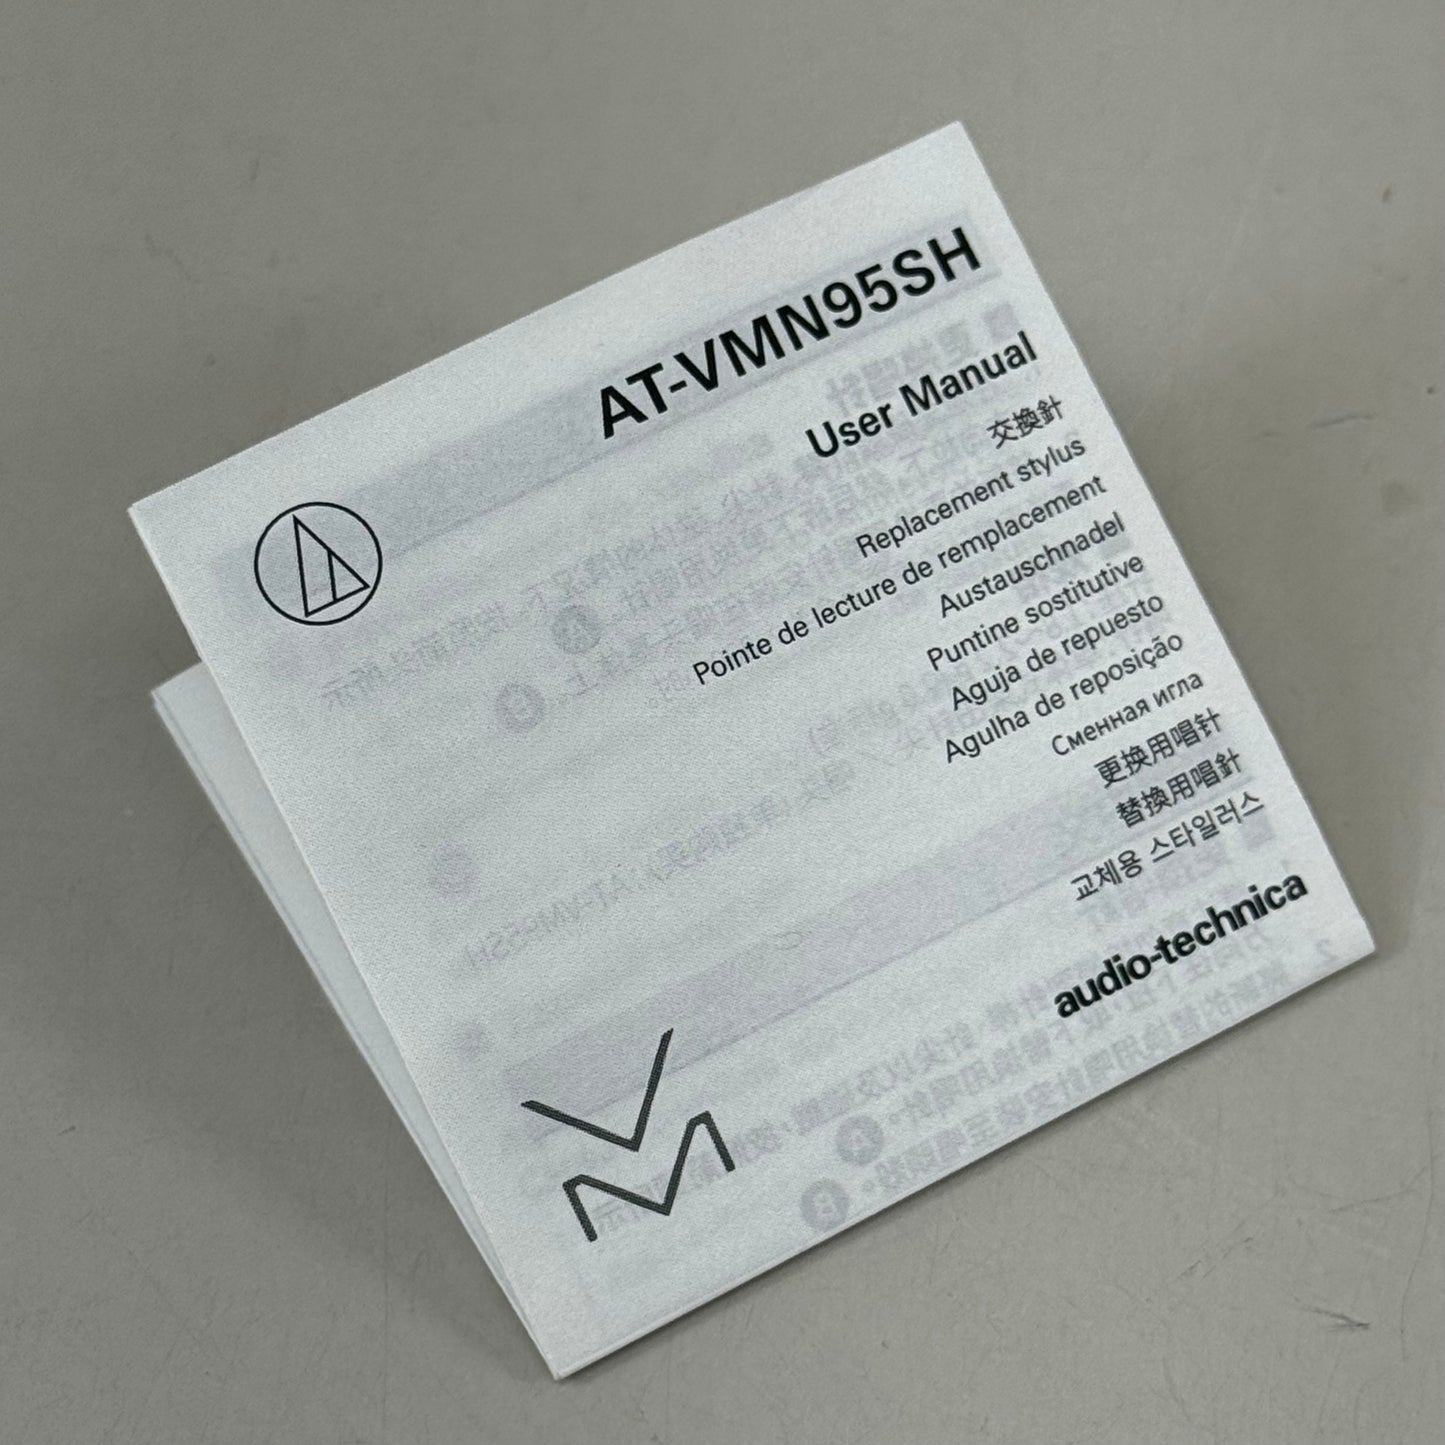 AT-VMN95SH
User Manual
交換針
Replacement stylus
Pointe de lecture de remplacement
Austauschnadel
Puntine sostitutive
Aguja de repuesto
Agulha de reposição
Сменная игла
更换用唱针
替換用唱針
교체용 스타일러스
audio-technica
VM